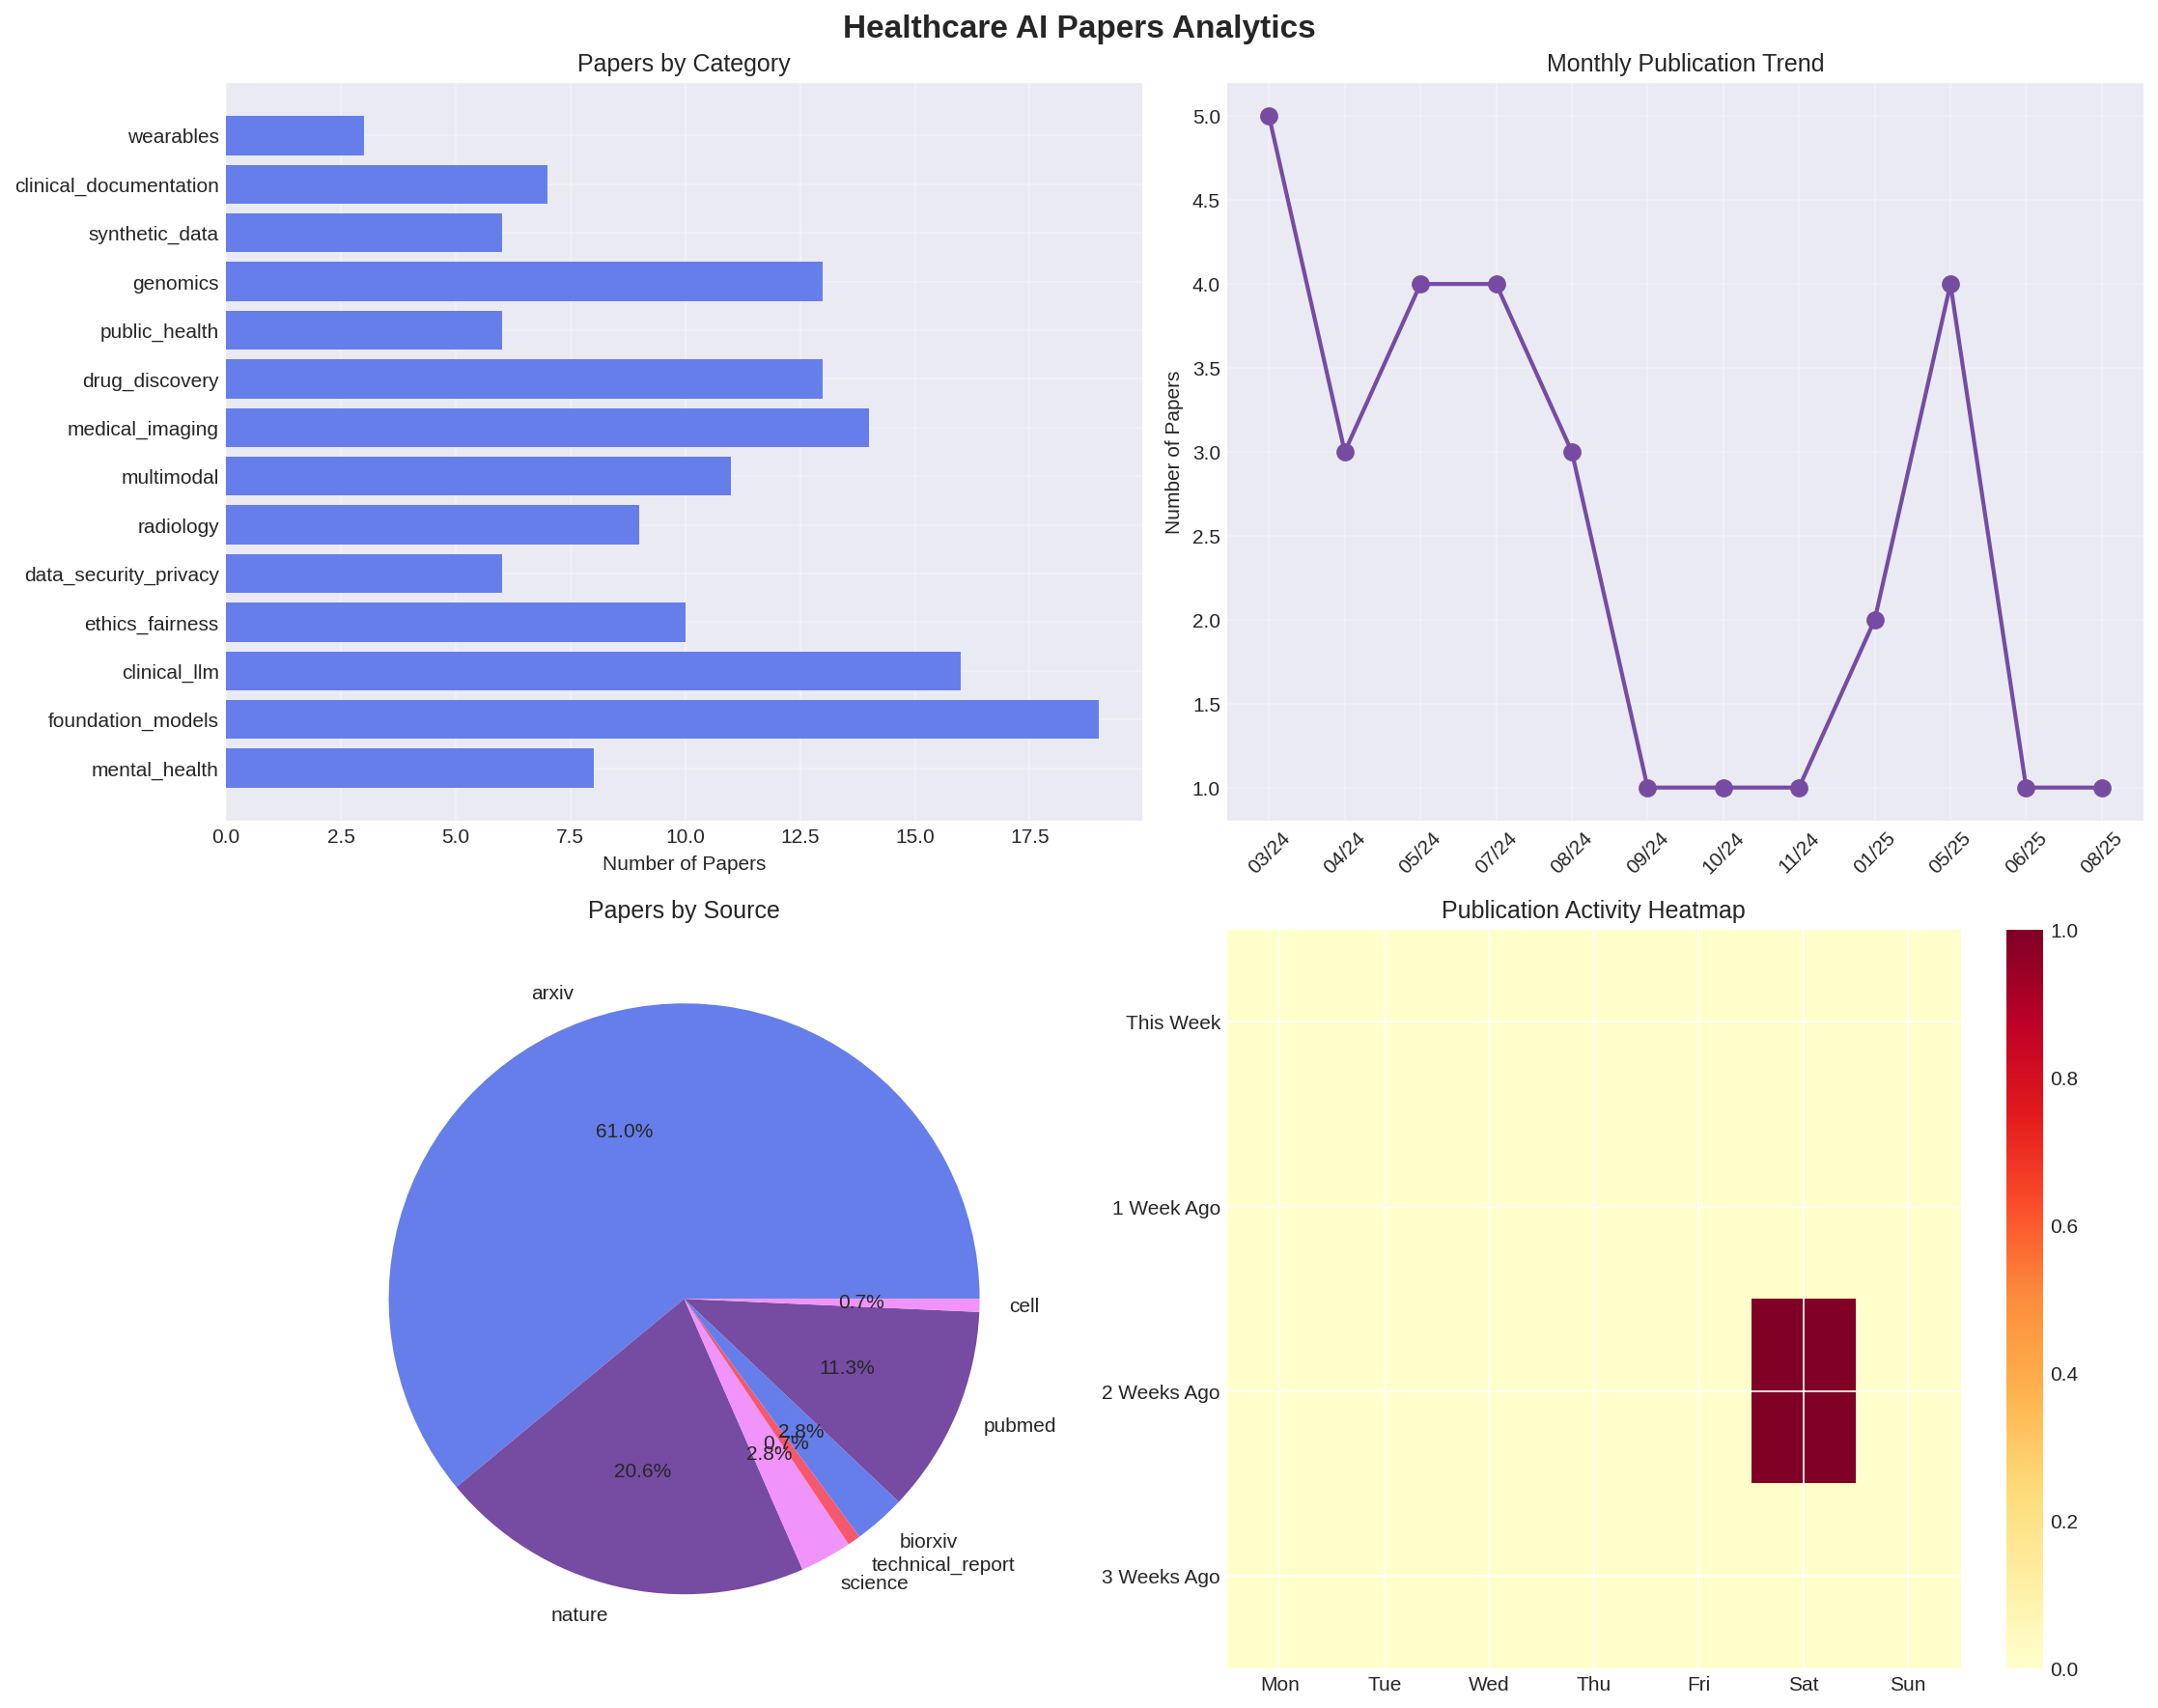 Healthcare AI Papers Analytics
Papers by Category
wearables
clinical_documentation
synthetic_data
genomics
public_health
drug_discovery
medical_imaging
multimodal
radiology
data_security_privacy
ethics_fairness
clinical_llm
foundation_models
mental_health
0.0 2.5 5.0 7.5 10.0 12.5 15.0 17.5
Number of Papers
Monthly Publication Trend
Number of Papers
5.0
4.5
4.0
3.5
3.0
2.5
2.0
1.5
1.0
03/24 04/24 05/24 07/24 08/24 09/24 10/24 11/24 01/25 05/25 06/25 08/25
Papers by Source
arxiv
61.0%
cell
0.7%
11.3%
pubmed
2.8%
0.7%
2.8%
20.6%
biorxiv
technical_report
science
nature
Publication Activity Heatmap
This Week
1 Week Ago
2 Weeks Ago
3 Weeks Ago
Mon Tue Wed Thu Fri Sat Sun
1.0
0.8
0.6
0.4
0.2
0.0